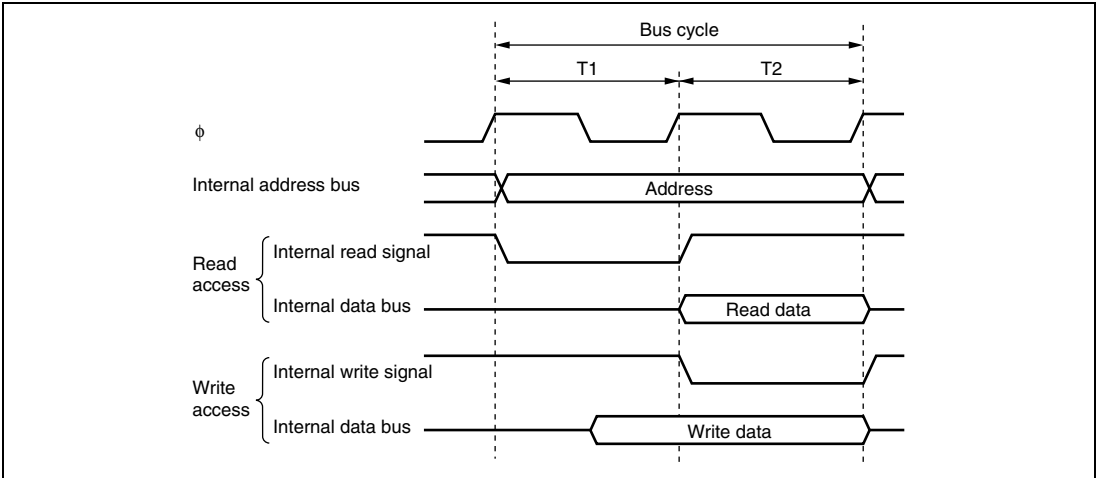 Bus cycle
T1
T2
ϕ
Internal address bus
Address
Read
access
Internal read signal
Internal data bus
Read data
Write
access
Internal write signal
Internal data bus
Write data